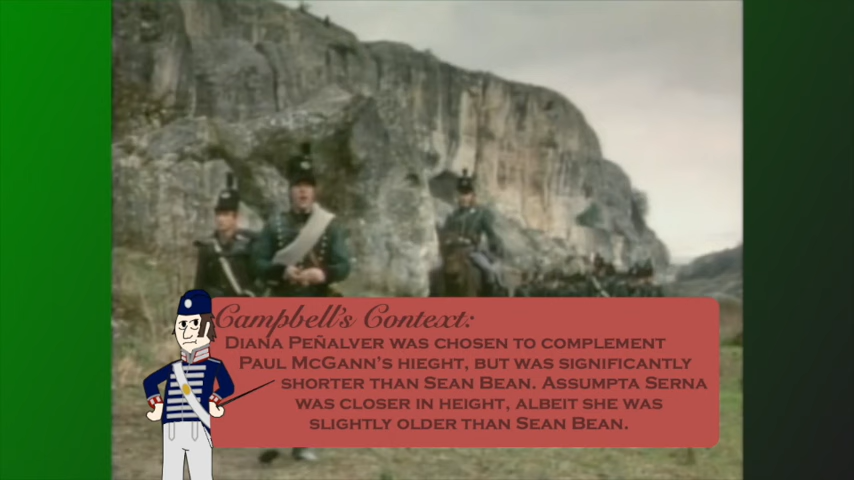 Campbell's Context:
Diana Peñalver was chosen to complement
Paul McGann's hieght, but was significantly
shorter than Sean Bean. Assumpta Serna
was closer in height, albeit she was
slightly older than Sean Bean.